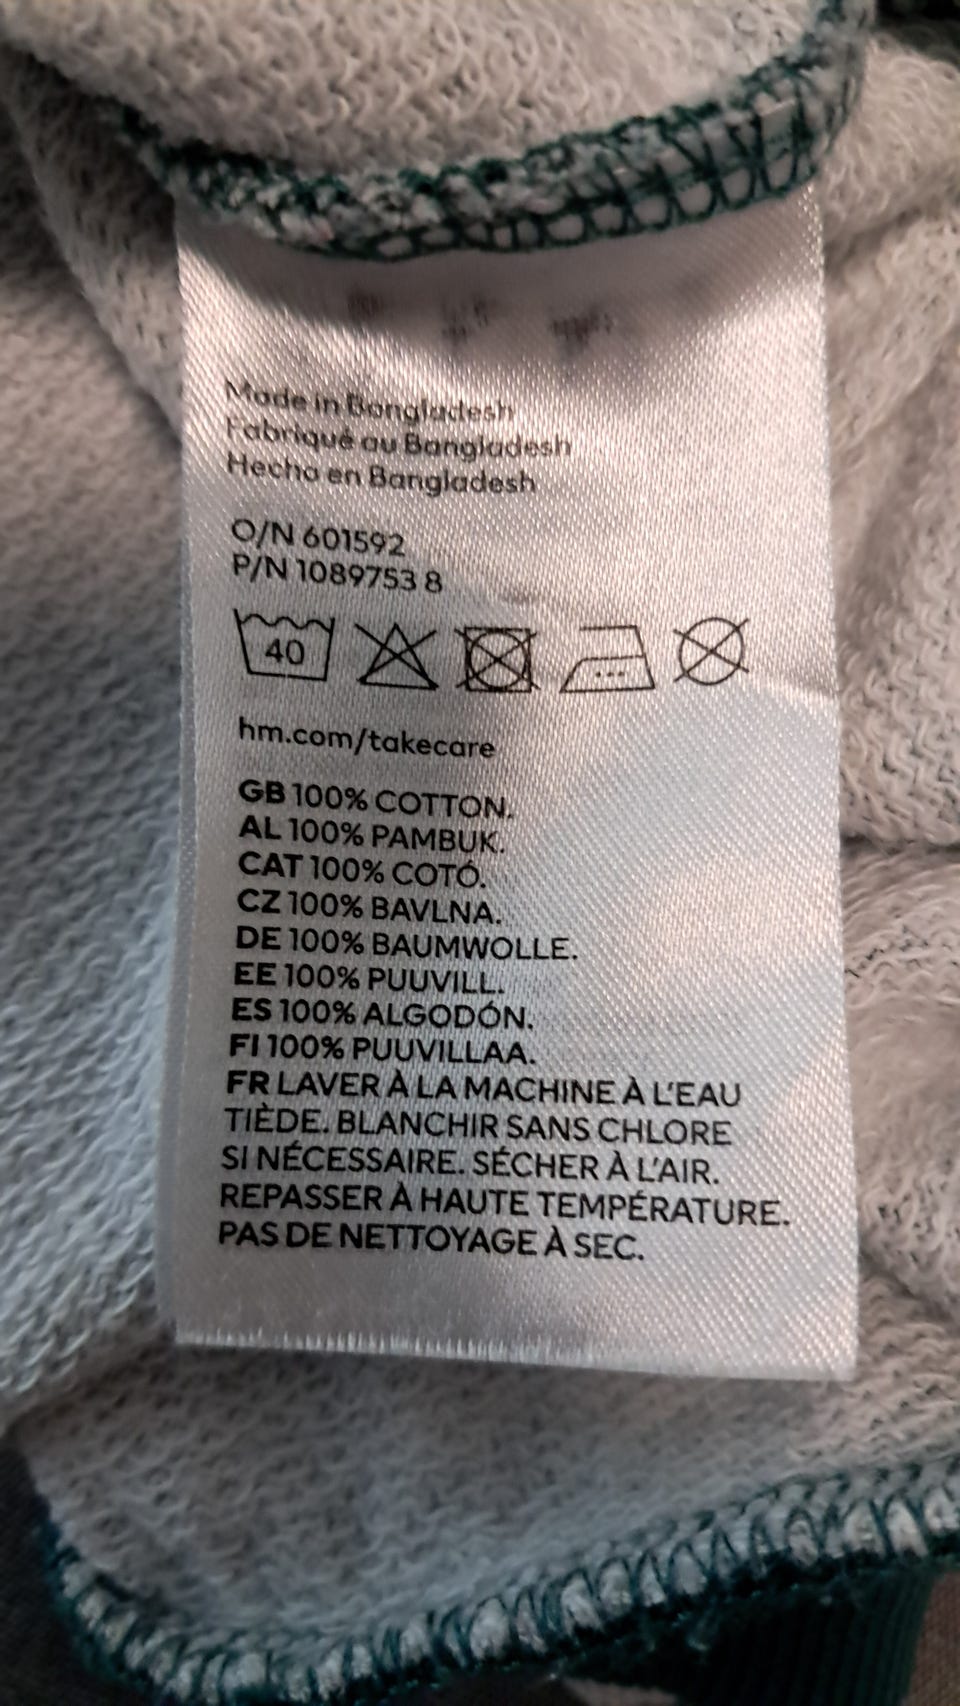 Made in Bangladesh
Fabriqué au Bangladesh
Hecho en Bangladesh
O/N 601592
P/N 1089753 8
40
hm.com/takecare
GB 100% COTTON.
AL 100% PAMBUK.
CAT 100% COTÓ.
CZ 100% BAVLNA.
DE 100% BAUMWOLLE.
EE 100% PUUVILL.
ES 100% ALGODÓN.
FI 100% PUUVILLAA.
FR LAVER À LA MACHINE À L'EAU
TIÈDE. BLANCHIR SANS CHLORE
SI NÉCESSAIRE. SÉCHER À L'AIR.
REPASSER À HAUTE TEMPÉRATURE.
PAS DE NETTOYAGE À SEC.